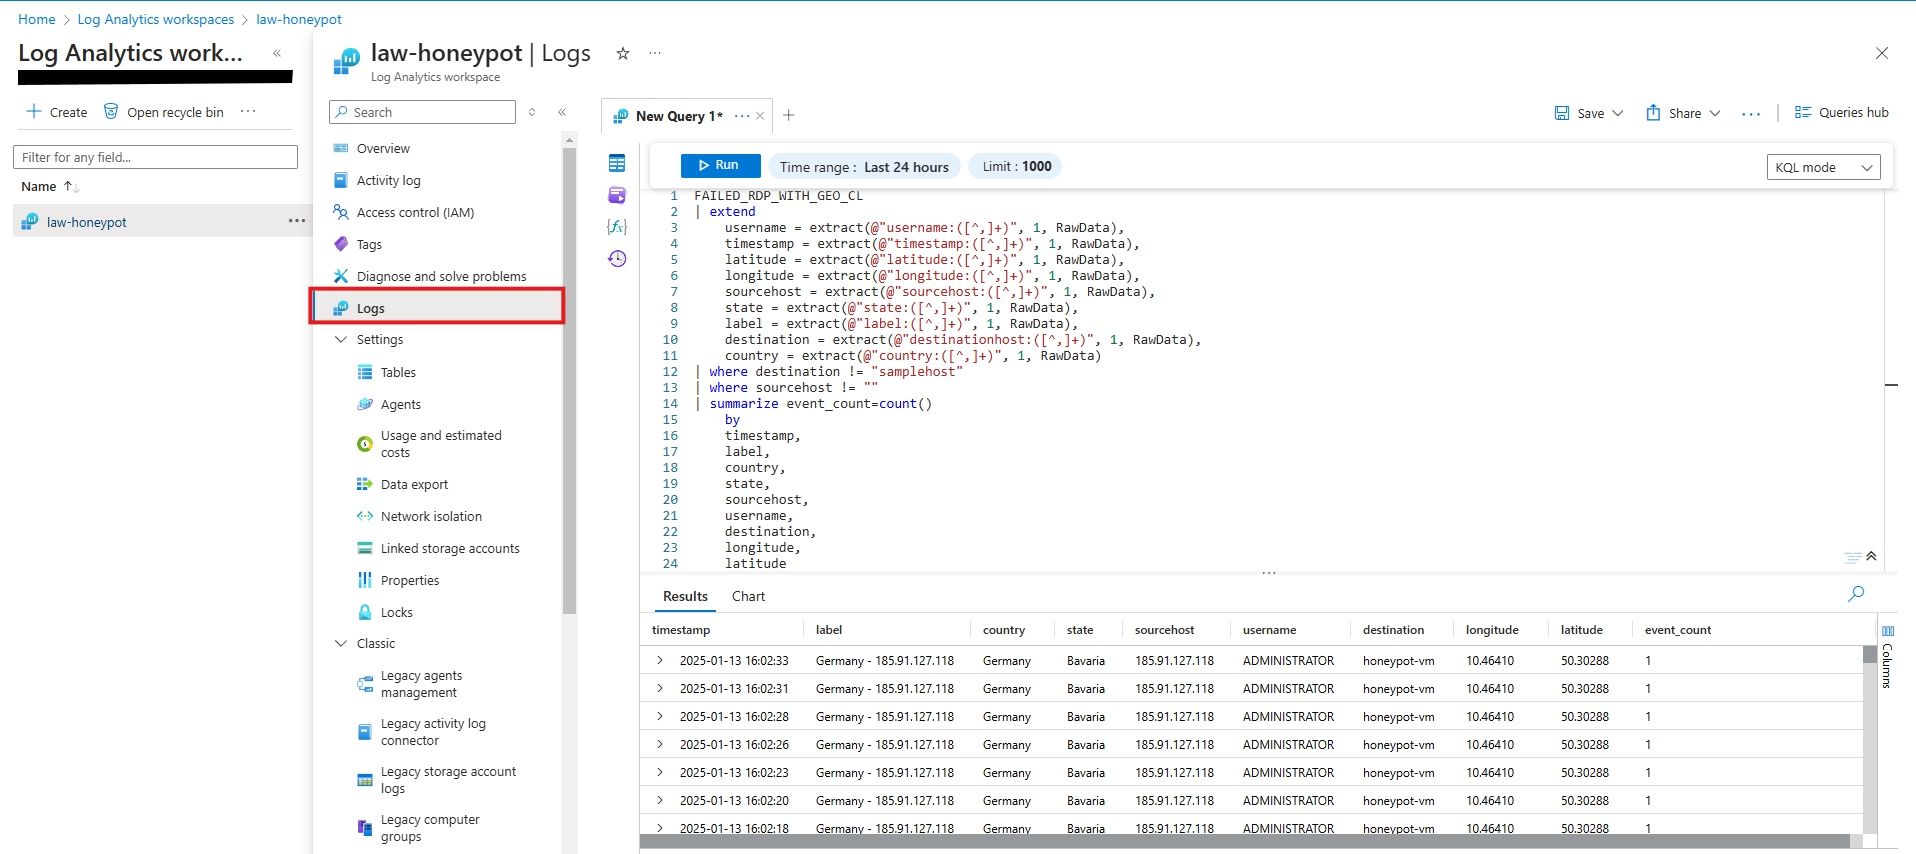 Home > Log Analytics workspaces > law-honeypot
Log Analytics work... «
+ Create Open recycle bin ...
Filter for any field...
Name ↑↓
law-honeypot ...
law-honeypot | Logs ☆ ...
Log Analytics workspace
Search «
Overview
Activity log
Access control (IAM)
Tags
Diagnose and solve problems
Logs
Settings
Tables
Agents
Usage and estimated
costs
Data export
Network isolation
Linked storage accounts
Properties
Locks
Classic
Legacy agents
management
Legacy activity log
connector
Legacy storage account
logs
Legacy computer
groups
New Query 1* ... × +
Save Share ... Queries hub
Run Time range : Last 24 hours Limit : 1000 KQL mode
1 FAILED_RDP_WITH_GEO_CL
2 | extend
3 username = extract(@"username:([^,]+)", 1, RawData),
4 timestamp = extract(@"timestamp:([^,]+)", 1, RawData),
5 latitude = extract(@"latitude:([^,]+)", 1, RawData),
6 longitude = extract(@"longitude:([^,]+)", 1, RawData),
7 sourcehost = extract(@"sourcehost:([^,]+)", 1, RawData),
8 state = extract(@"state:([^,]+)", 1, RawData),
9 label = extract(@"label:([^,]+)", 1, RawData),
10 destination = extract(@"destinationhost:([^,]+)", 1, RawData),
11 country = extract(@"country:([^,]+)", 1, RawData)
12 | where destination != "samplehost"
13 | where sourcehost != ""
14 | summarize event_count=count()
15 by
16 timestamp,
17 label,
18 country,
19 state,
20 sourcehost,
21 username,
22 destination,
23 longitude,
24 latitude
Results Chart
timestamp label country state sourcehost username destination longitude latitude event_count
> 2025-01-13 16:02:33 Germany - 185.91.127.118 Germany Bavaria 185.91.127.118 ADMINISTRATOR honeypot-vm 10.46410 50.30288 1
> 2025-01-13 16:02:31 Germany - 185.91.127.118 Germany Bavaria 185.91.127.118 ADMINISTRATOR honeypot-vm 10.46410 50.30288 1
> 2025-01-13 16:02:28 Germany - 185.91.127.118 Germany Bavaria 185.91.127.118 ADMINISTRATOR honeypot-vm 10.46410 50.30288 1
> 2025-01-13 16:02:26 Germany - 185.91.127.118 Germany Bavaria 185.91.127.118 ADMINISTRATOR honeypot-vm 10.46410 50.30288 1
> 2025-01-13 16:02:23 Germany - 185.91.127.118 Germany Bavaria 185.91.127.118 ADMINISTRATOR honeypot-vm 10.46410 50.30288 1
> 2025-01-13 16:02:20 Germany - 185.91.127.118 Germany Bavaria 185.91.127.118 ADMINISTRATOR honeypot-vm 10.46410 50.30288 1
> 2025-01-13 16:02:18 Germany - 185.91.127.118 Germany Bavaria 185.91.127.118 ADMINISTRATOR honeypot-vm 10.46410 50.30288 1
Columns